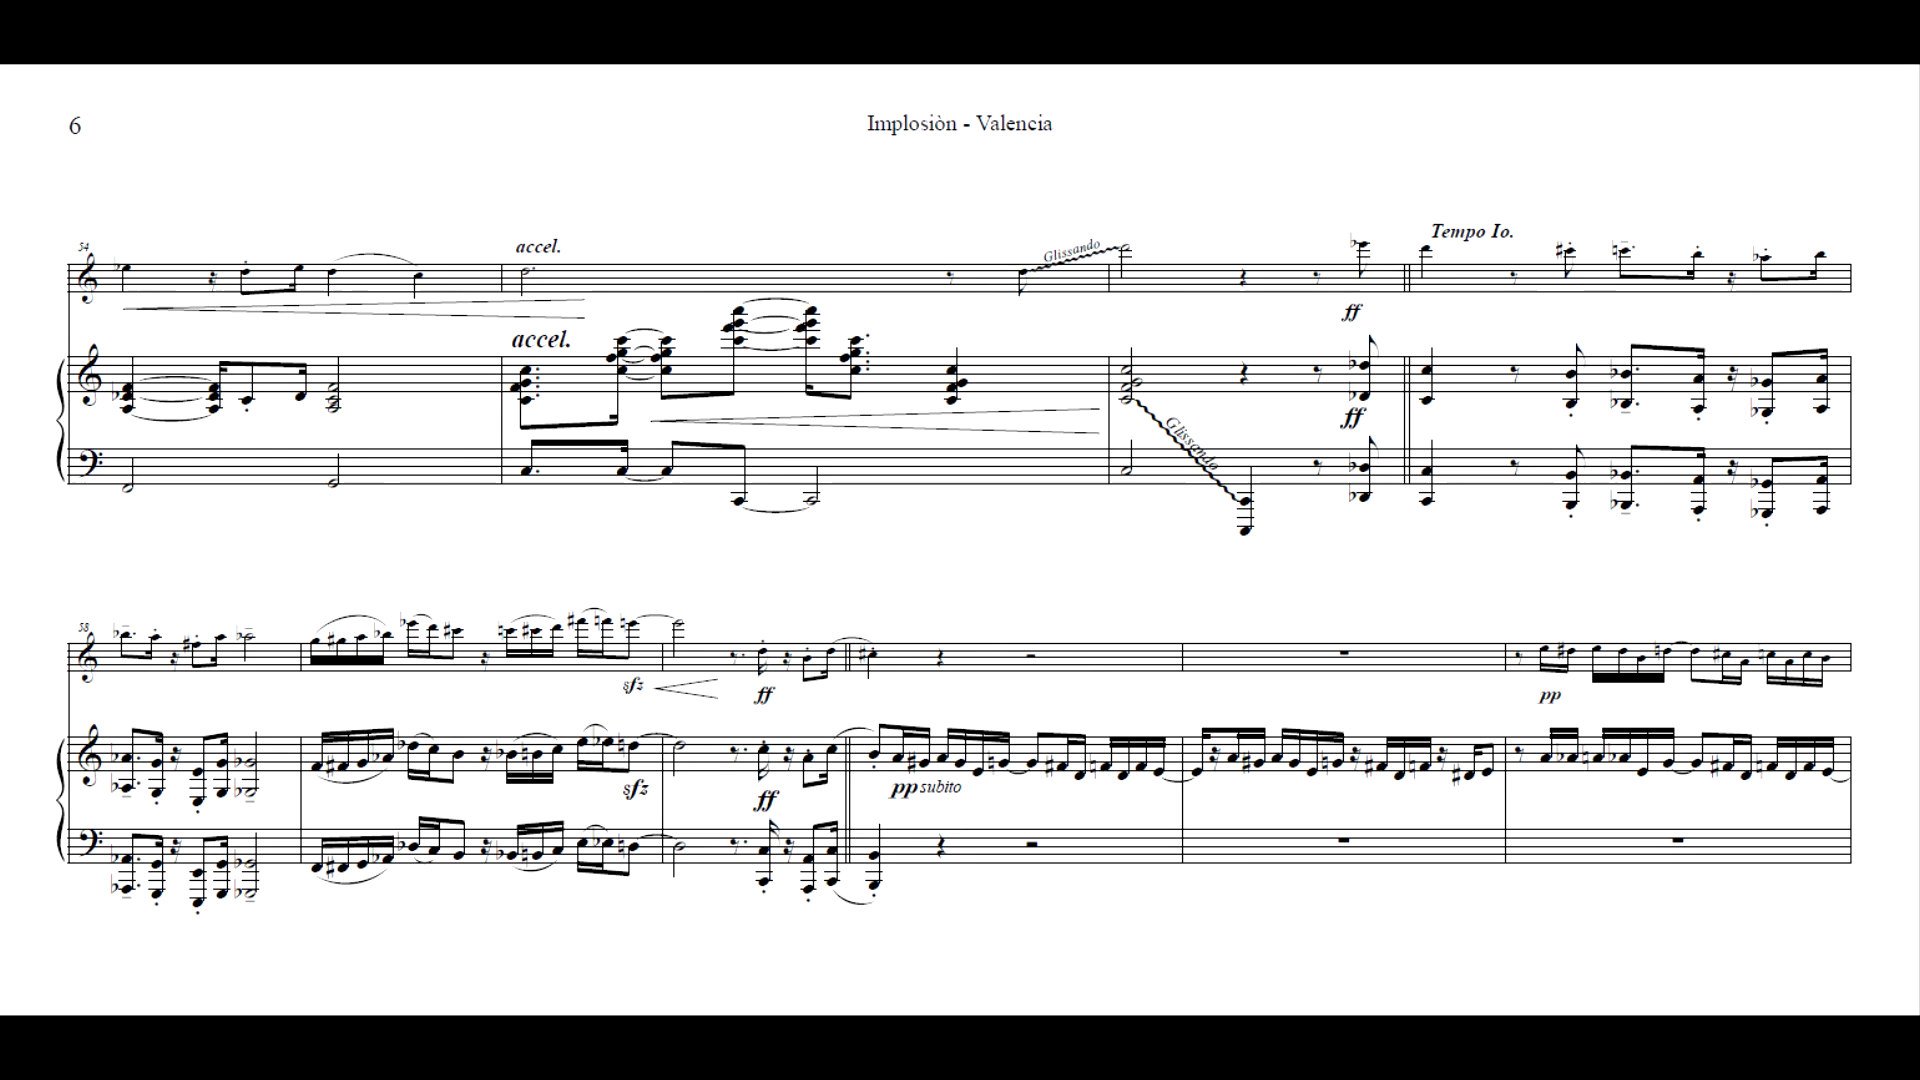 6
Implosiòn - Valencia
54
accel.
Glissando
Tempo Io.
ff
accel.
Glissando
ff
58
sfz
ff
pp
sfz
ff
pp subito